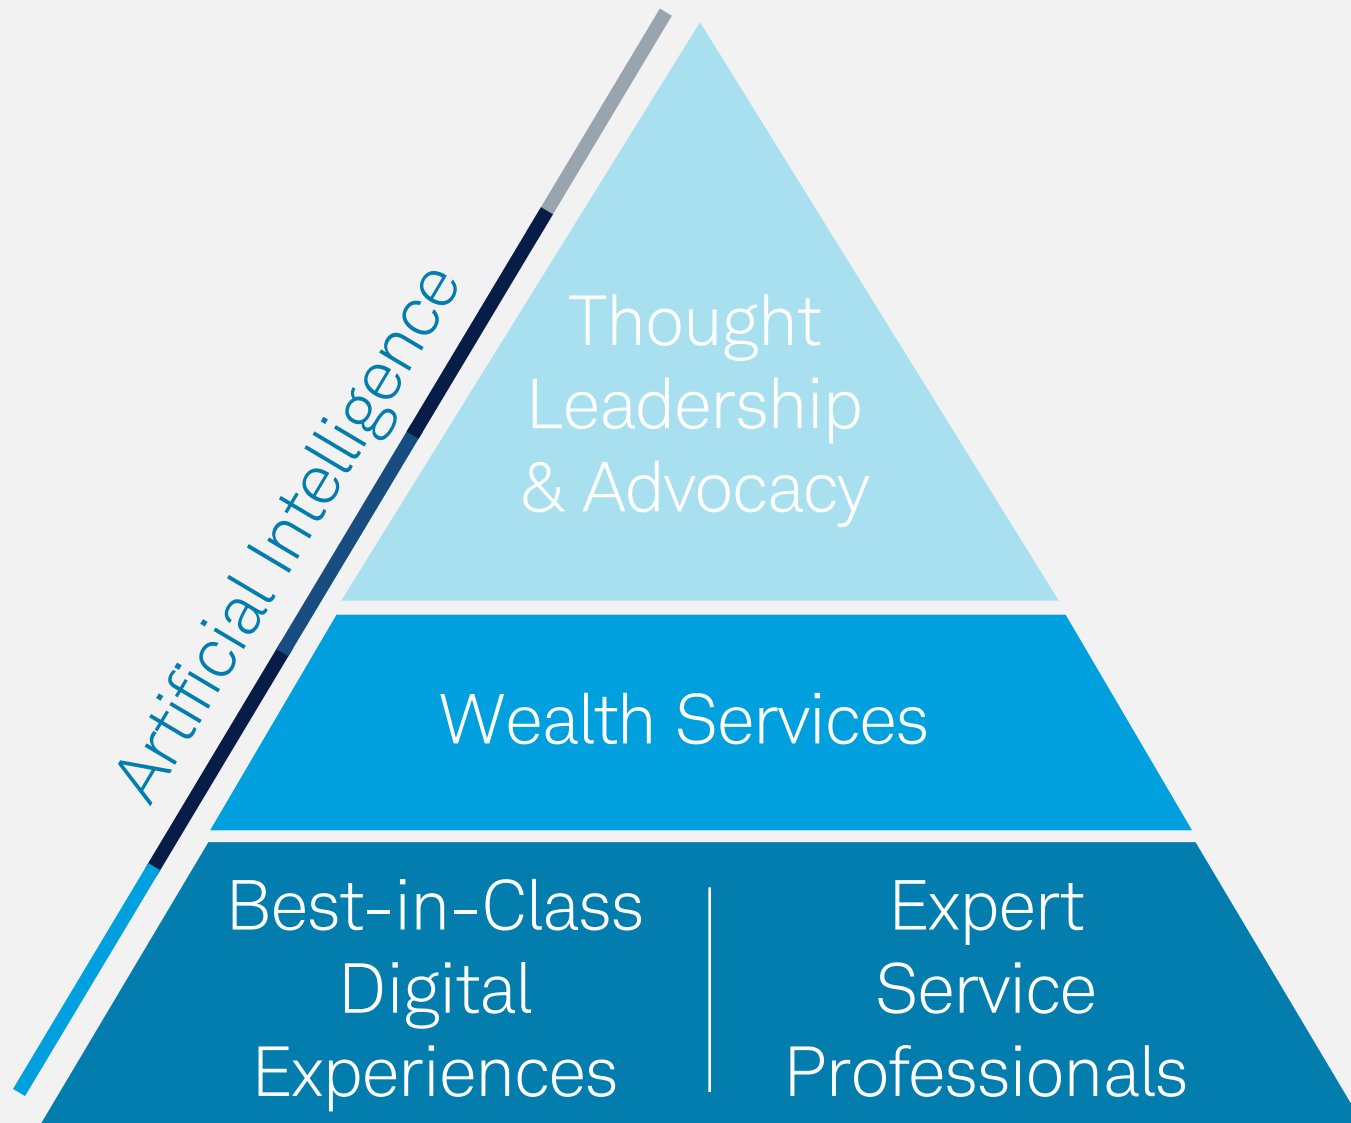 Artificial Intelligence
Thought
Leadership
& Advocacy
Wealth Services
Best-in-Class
Digital
Experiences
Expert
Service
Professionals